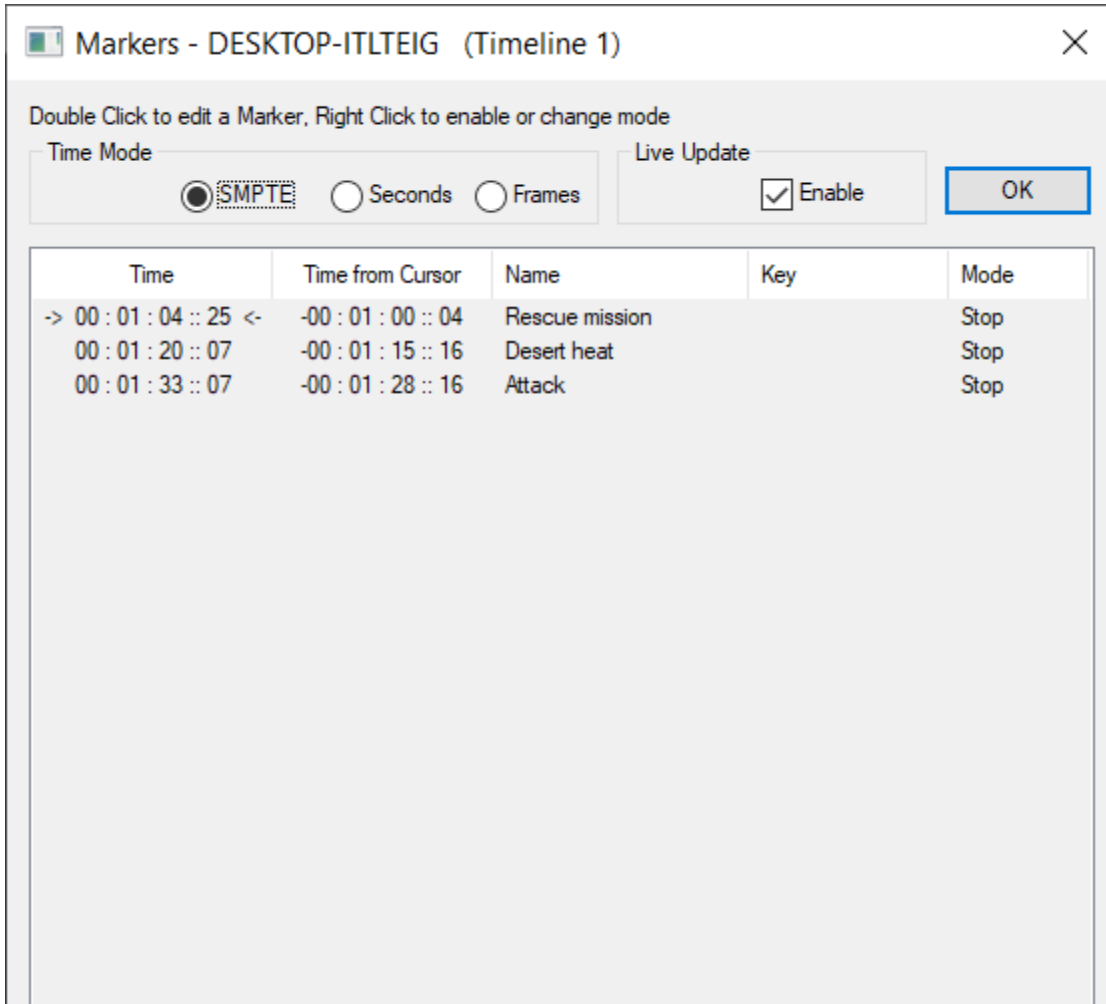 Markers - DESKTOP-ITLTEIG (Timeline 1)
Double Click to edit a Marker, Right Click to enable or change mode
Time Mode Live Update
SMPTE Seconds Frames Enable OK
Time Time from Cursor Name Key Mode
-> 00 : 01 : 04 :: 25 <- -00 : 01 : 00 :: 04 Rescue mission Stop
00 : 01 : 20 :: 07 -00 : 01 : 15 :: 16 Desert heat Stop
00 : 01 : 33 :: 07 -00 : 01 : 28 :: 16 Attack Stop